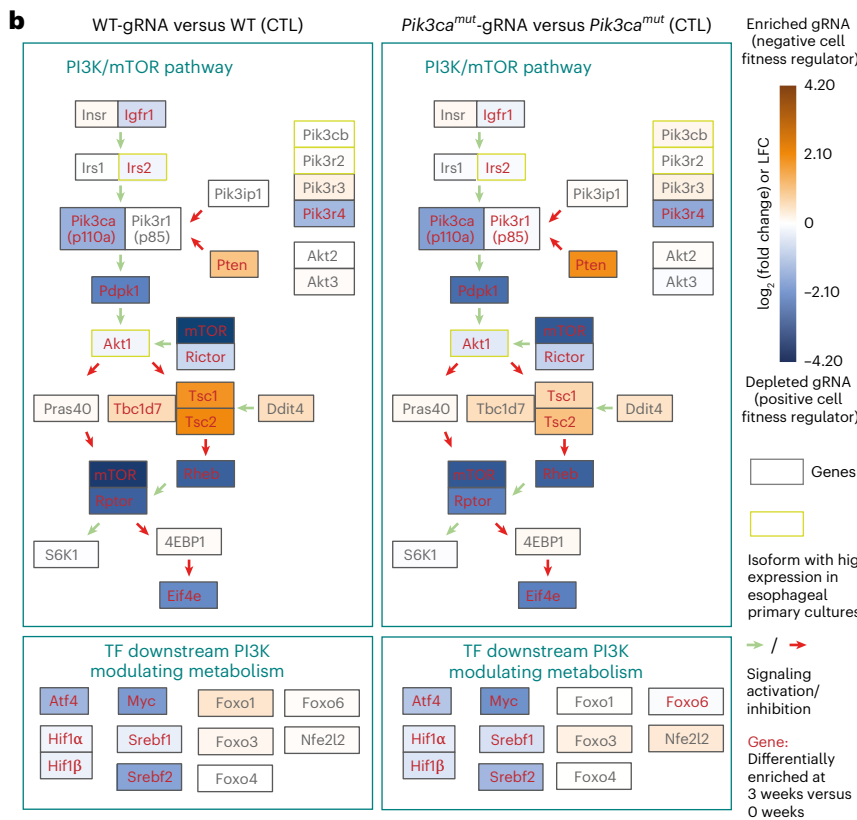 b
WT-gRNA versus WT (CTL)
PI3K/mTOR pathway
Insr
Igfr1
Irs1
Irs2
Pik3ca
(p110a)
Pik3r1
(p85)
Pik3ip1
Pten
Pik3cb
Pik3r2
Pik3r3
Pik3r4
Akt2
Akt3
Pdpk1
Akt1
mTOR
Rictor
Pras40
Tbc1d7
Tsc1
Tsc2
Ddit4
mTOR
Rptor
Rheb
S6K1
4EBP1
Eif4e
TF downstream PI3K
modulating metabolism
Atf4
Myc
Foxo1
Foxo6
Hif1α
Srebf1
Foxo3
Nfe2l2
Hif1β
Srebf2
Foxo4
Pik3ca^mut-gRNA versus Pik3ca^mut (CTL)
PI3K/mTOR pathway
Insr
Igfr1
Irs1
Irs2
Pik3ca
(p110a)
Pik3r1
(p85)
Pik3ip1
Pten
Pik3cb
Pik3r2
Pik3r3
Pik3r4
Akt2
Akt3
Pdpk1
Akt1
mTOR
Rictor
Pras40
Tbc1d7
Tsc1
Tsc2
Ddit4
mTOR
Rptor
Rheb
S6K1
4EBP1
Eif4e
TF downstream PI3K
modulating metabolism
Atf4
Myc
Foxo1
Foxo6
Hif1α
Srebf1
Foxo3
Nfe2l2
Hif1β
Srebf2
Foxo4
Enriched gRNA
(negative cell
fitness regulator)
log2 (fold change) or LFC
4.20
2.10
0
−2.10
−4.20
Depleted gRNA
(positive cell
fitness regulator)
Genes
Isoform with hig
expression in
esophageal
primary cultures
/
Signaling
activation/
inhibition
Gene:
Differentially
enriched at
3 weeks versus
0 weeks